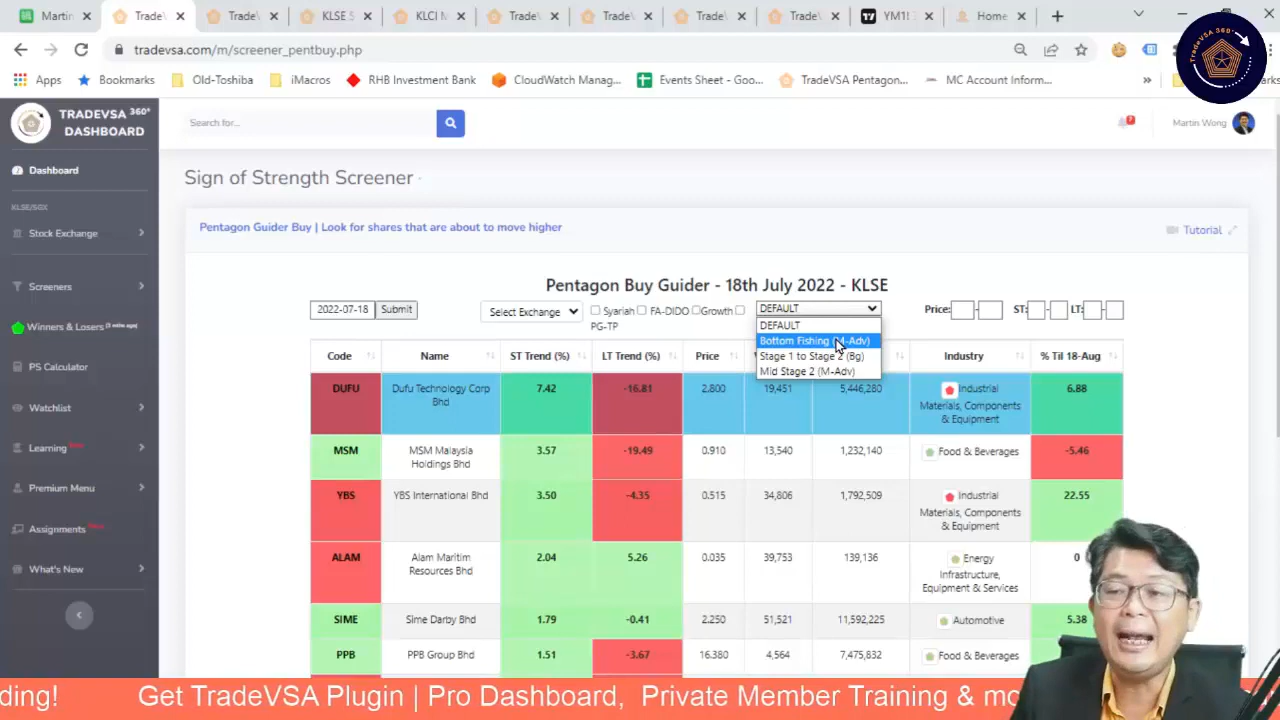 Martin
TradeV
TradeV
KLSE S
KLCI M
TradeV
TradeV
TradeV
TradeV
YM1
Home
tradevsa.com/m/screener_pentbuy.php
Apps
Bookmarks
Old-Toshiba
iMacros
RHB Investment Bank
CloudWatch Manag...
Events Sheet - Goo...
TradeVSA Pentagon...
MC Account Inform...
TRADEVSA 360°
DASHBOARD
Search for...
Martin Wong
Dashboard
KLSE/SGX
Stock Exchange
Screeners
Winners & Losers
PS Calculator
Watchlist
Learning
Premium Menu
Assignments
What's New
Sign of Strength Screener
Pentagon Guider Buy | Look for shares that are about to move higher
Tutorial
Pentagon Buy Guider - 18th July 2022 - KLSE
2022-07-18 Submit Select Exchange Syariah FA-DIDO Growth PG-TP DEFAULT Price: - ST: - LT: -
DEFAULT
Bottom Fishing (M-Adv)
Stage 1 to Stage 2 (Bg)
Mid Stage 2 (M-Adv)
Code Name ST Trend (%) LT Trend (%) Price Industry % Til 18-Aug
DUFU Dufu Technology Corp Bhd 7.42 -16.81 2.800 19,451 5,446,280 Industrial Materials, Components & Equipment 6.88
MSM MSM Malaysia Holdings Bhd 3.57 -19.49 0.910 13,540 1,232,140 Food & Beverages -5.46
YBS YBS International Bhd 3.50 -4.35 0.515 34,806 1,792,509 Industrial Materials, Components & Equipment 22.55
ALAM Alam Maritim Resources Bhd 2.04 5.26 0.035 39,753 139,136 Energy Infrastructure, Equipment & Services 0
SIME Sime Darby Bhd 1.79 -0.41 2.250 51,521 11,592,225 Automotive 5.38
PPB PPB Group Bhd 1.51 -3.67 16.380 4,564 7,475,832 Food & Beverages
ding! Get TradeVSA Plugin | Pro Dashboard, Private Member Training & mo